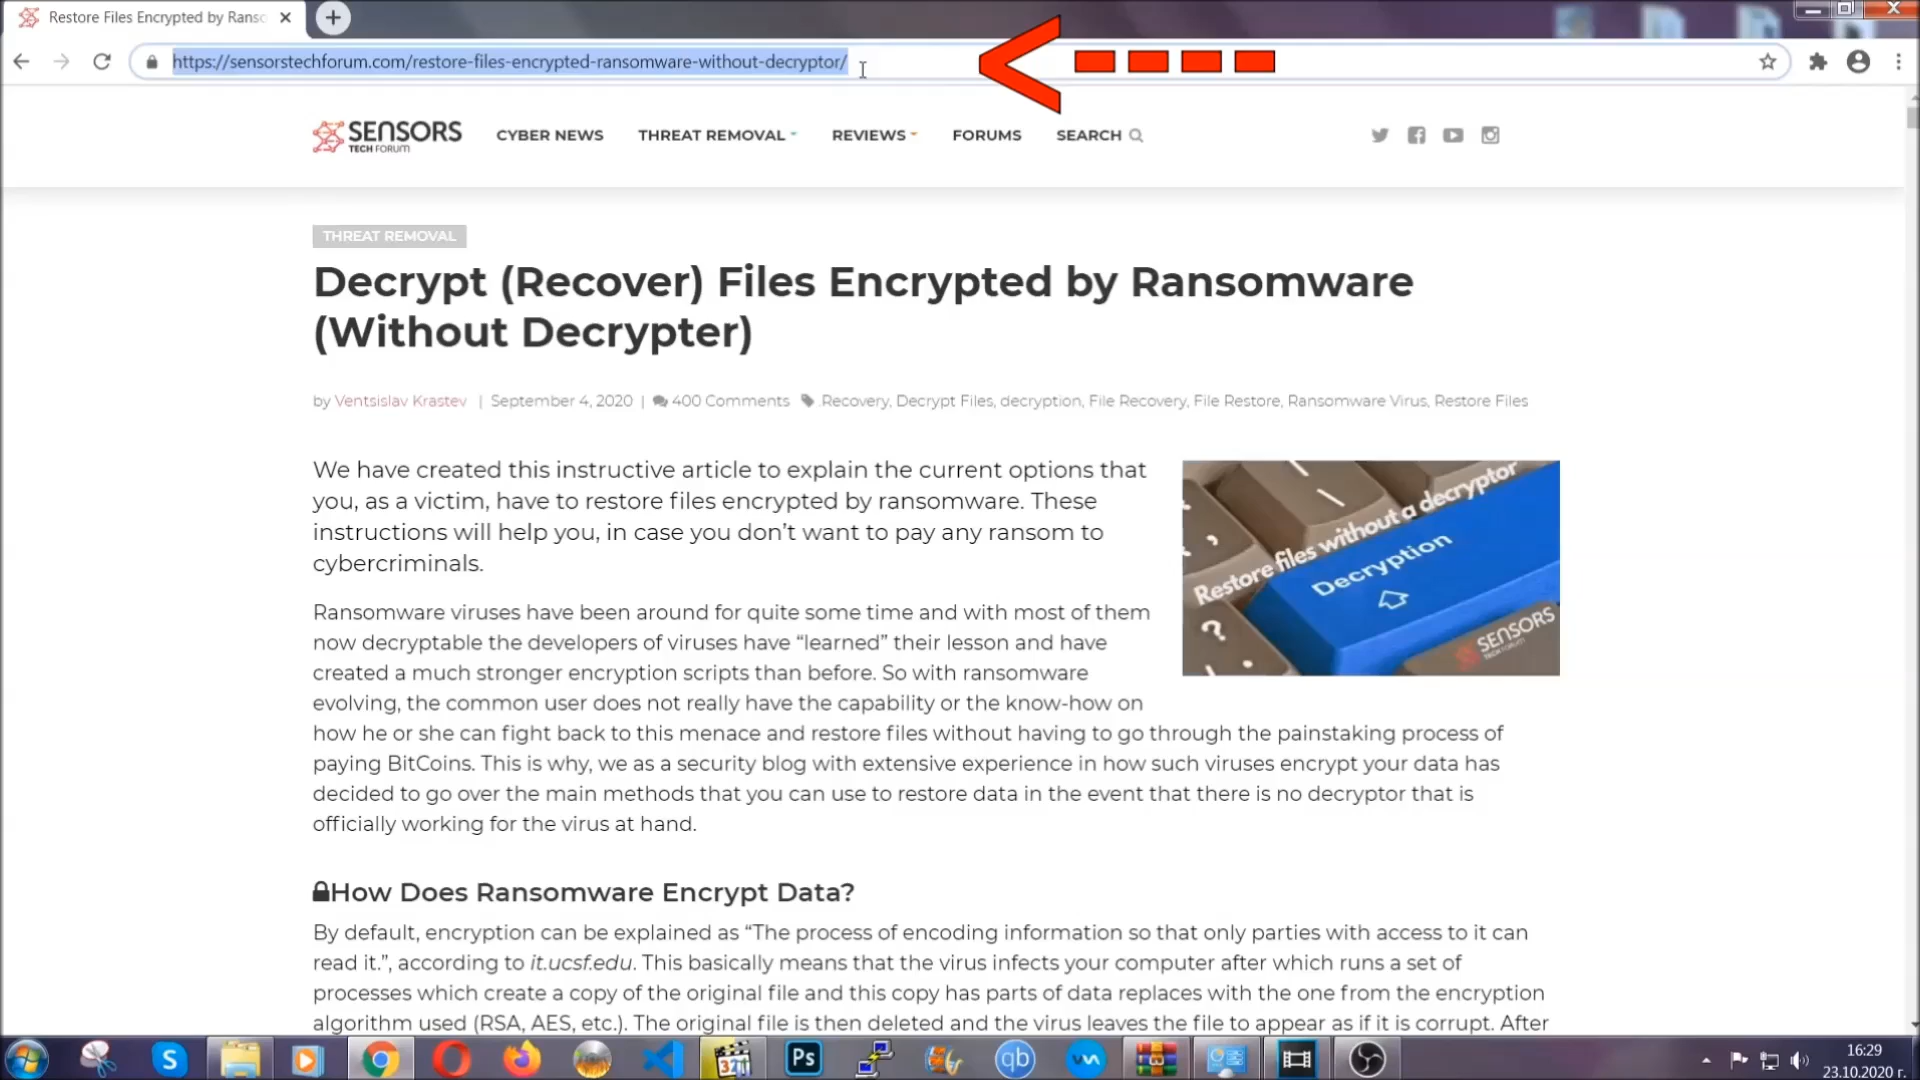 Restore Files Encrypted by Ransc
https://sensorstechforum.com/restore-files-encrypted-ransomware-without-decryptor/
SENSORS
TECH FORUM
CYBER NEWS
THREAT REMOVAL
REVIEWS
FORUMS
SEARCH
THREAT REMOVAL
Decrypt (Recover) Files Encrypted by Ransomware
(Without Decrypter)
by Ventsislav Krastev | September 4, 2020 | 400 Comments .Recovery, Decrypt Files, decryption, File Recovery, File Restore, Ransomware Virus, Restore Files
We have created this instructive article to explain the current options that
you, as a victim, have to restore files encrypted by ransomware. These
instructions will help you, in case you don’t want to pay any ransom to
cybercriminals.
Restore files without a decryptor
Decryption
SENSORS
TECH FORUM
Ransomware viruses have been around for quite some time and with most of them
now decryptable the developers of viruses have “learned” their lesson and have
created a much stronger encryption scripts than before. So with ransomware
evolving, the common user does not really have the capability or the know-how on
how he or she can fight back to this menace and restore files without having to go through the painstaking process of
paying BitCoins. This is why, we as a security blog with extensive experience in how such viruses encrypt your data has
decided to go over the main methods that you can use to restore data in the event that there is no decryptor that is
officially working for the virus at hand.
How Does Ransomware Encrypt Data?
By default, encryption can be explained as “The process of encoding information so that only parties with access to it can
read it.”, according to it.ucsf.edu. This basically means that the virus infects your computer after which runs a set of
processes which create a copy of the original file and this copy has parts of data replaces with the one from the encryption
algorithm used (RSA, AES, etc.). The original file is then deleted and the virus leaves the file to appear as if it is corrupt. After
321
Ps
qb
16:29
23.10.2020 г.